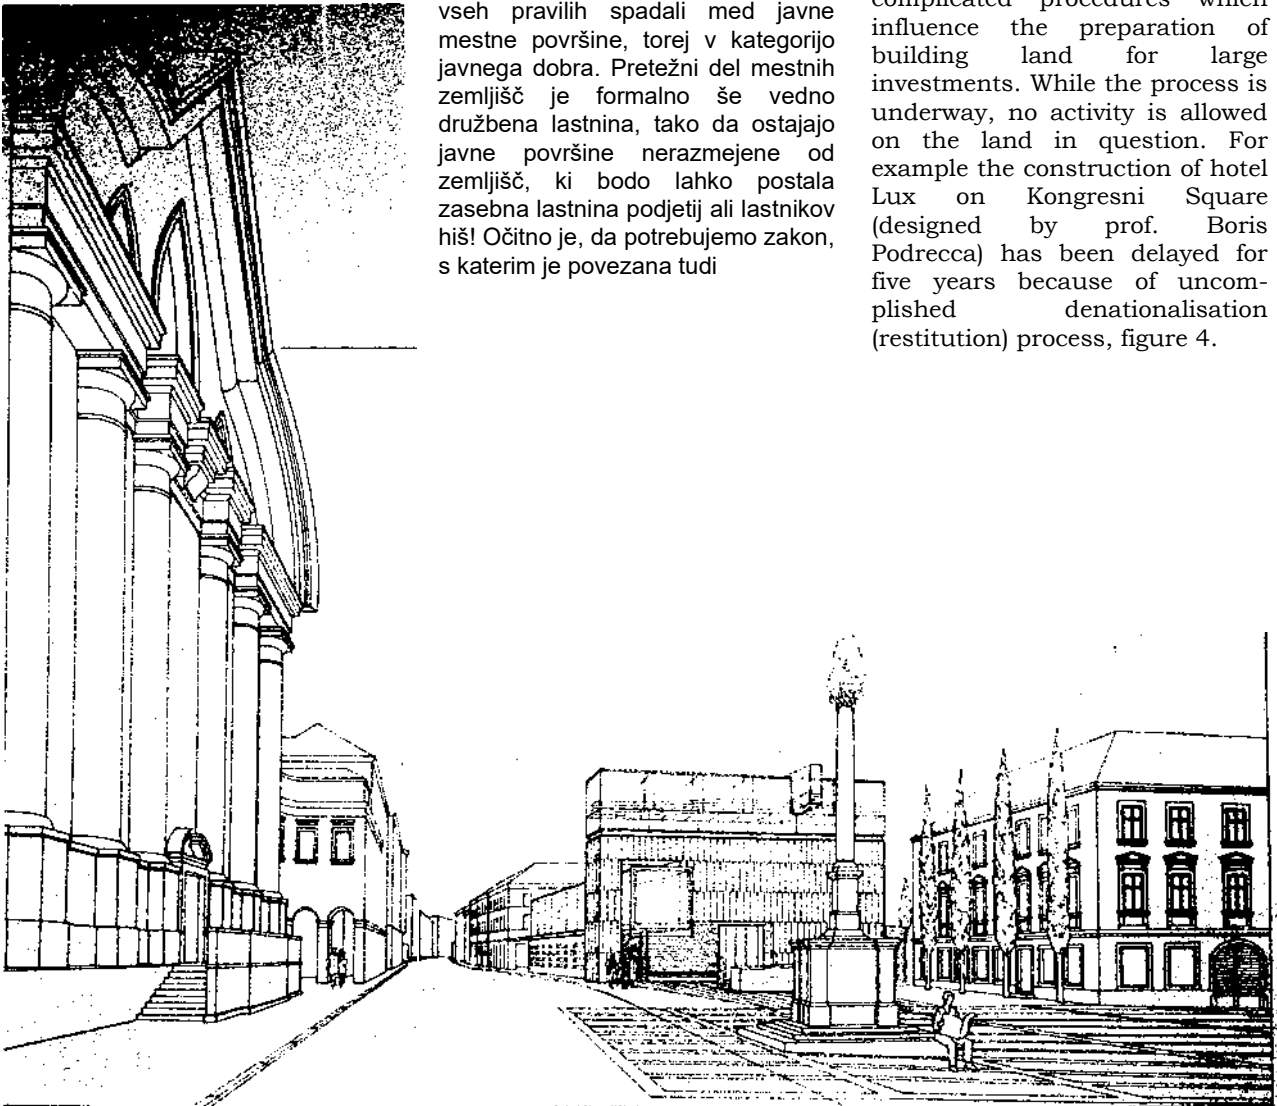 vseh pravilih spadali med javne
mestne površine, torej v kategorijo
javnega dobra. Pretežni del mestnih
zemljišč je formalno še vedno
družbena lastnina, tako da ostajajo
javne površine nerazmejene od
zemljišč, ki bodo lahko postala
zasebna lastnina podjetij ali lastnikov
hiš! Očitno je, da potrebujemo zakon,
s katerim je povezana tudi
complicated procedures which
influence the preparation of
building land for large
investments. While the process is
underway, no activity is allowed
on the land in question. For
example the construction of hotel
Lux on Kongresni Square
(designed by prof. Boris
Podrecca) has been delayed for
five years because of uncom-
plished denationalisation
(restitution) process, figure 4.